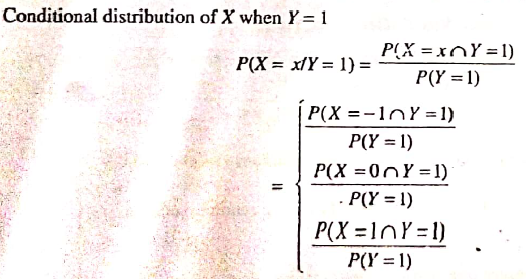 Conditional distribution of X when Y = 1
P(X = x/Y = 1) = P(X = x∩Y = 1) / P(Y = 1)
= { P(X = −1∩Y = 1) / P(Y = 1)
P(X = 0∩Y = 1) / P(Y = 1)
P(X = 1∩Y = 1) / P(Y = 1)